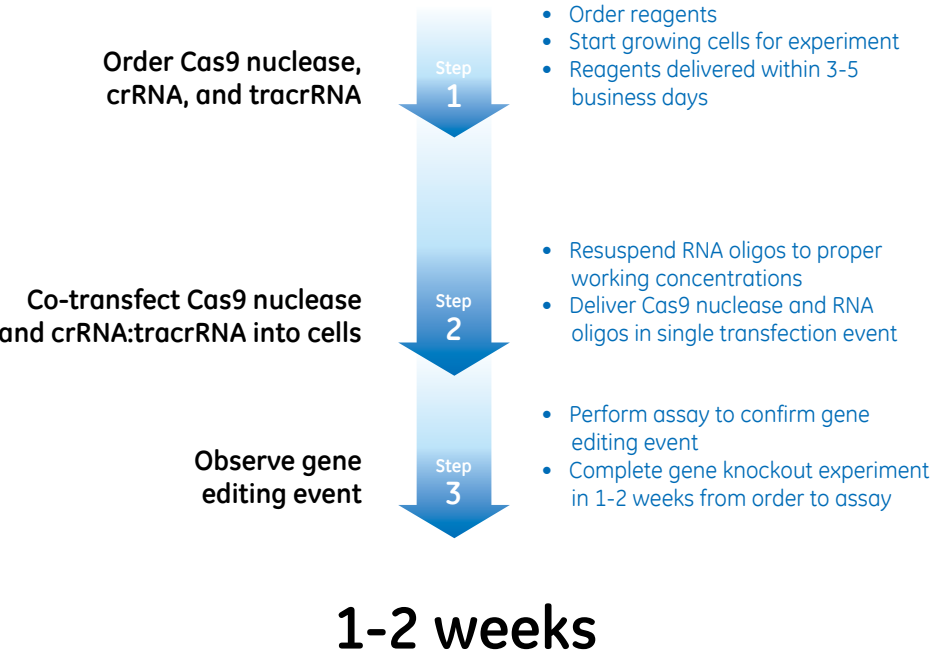 Order Cas9 nuclease,
crRNA, and tracrRNA
Step
1
• Order reagents
• Start growing cells for experiment
• Reagents delivered within 3-5
business days
Co-transfect Cas9 nuclease
and crRNA:tracrRNA into cells
Step
2
• Resuspend RNA oligos to proper
working concentrations
• Deliver Cas9 nuclease and RNA
oligos in single transfection event
Observe gene
editing event
Step
3
• Perform assay to confirm gene
editing event
• Complete gene knockout experiment
in 1-2 weeks from order to assay
1-2 weeks